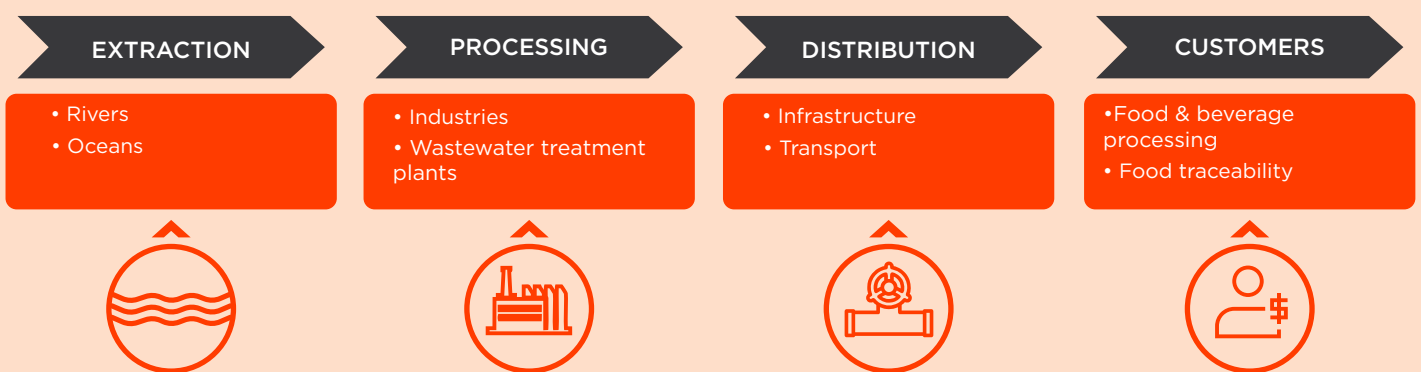 EXTRACTION
• Rivers
• Oceans
PROCESSING
• Industries
• Wastewater treatment
plants
DISTRIBUTION
• Infrastructure
• Transport
CUSTOMERS
•Food & beverage
processing
• Food traceability
$